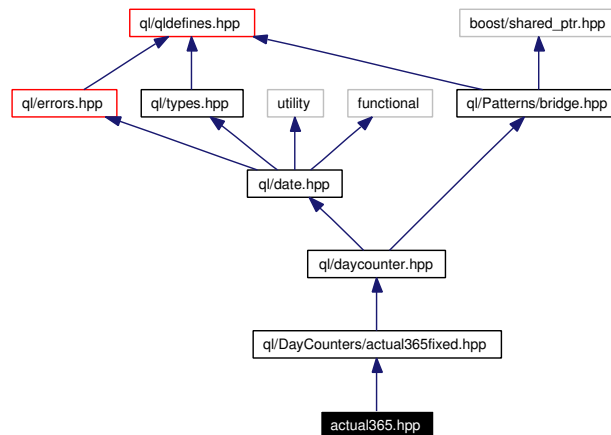 ql/qldefines.hpp boost/shared_ptr.hpp
ql/errors.hpp ql/types.hpp utility functional ql/Patterns/bridge.hpp
ql/date.hpp
ql/daycounter.hpp
ql/DayCounters/actual365fixed.hpp
actual365.hpp